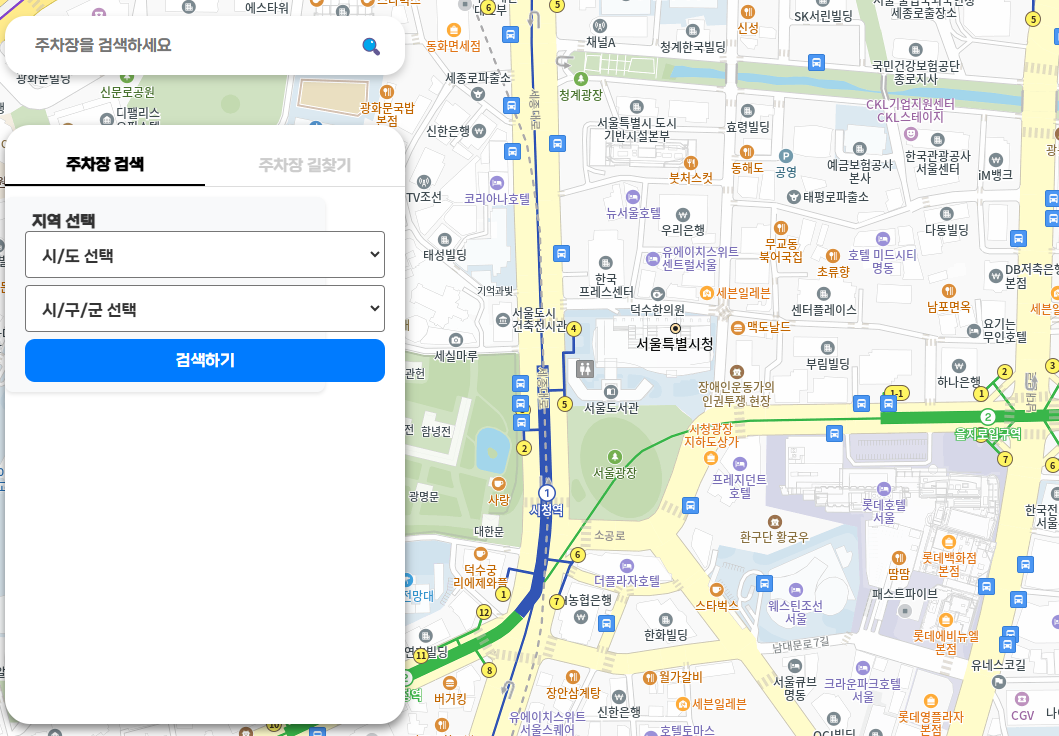 주차장을 검색하세요
주차장 검색
주차장 길찾기
지역 선택
시/도 선택
시/구/군 선택
검색하기
에스타워
신문로공원
디팰리스
동화면세점
세종로파출소
광화문국밥
본점
신한은행
TV조선
코리아나호텔
태성빌딩
기억과빛
서울도시
건축전시관
세실마루
세종대로
채널A
청계한국빌딩
신성
SK서린빌딩
세종로출장소
국민건강보험공단
종로지사
CKL기업지원센터
CKL스테이지
청계광장
서울특별시 도시
기반시설본부
효령빌딩
붓처스컷
동해도
공영
예금보험공사
본사
한국관광공사
서울센터
iM뱅크
뉴서울호텔
태평로파출소
우리은행
무교동
북어국집
다동빌딩
유에이치스위트
센트럴서울
초류향
호텔 미드시티
명동
DB저축은행
본점
한국
프레스센터
세븐일레븐
센터플레이스
남포면옥
덕수한의원
맥도날드
요기는
무인호텔
서울특별시청
부림빌딩
하나은행
장애인운동가의
인권투쟁 현장
서울도서관
함녕전
광명문
사랑
대한문
시청광장
지하도상가
1-1
2
을지로입구역
남대문로
서울광장
프레지던트
호텔
롯데호텔
서울
1
시청역
소공로
환구단 황궁우
한국전
서울
덕수궁
리에제와플
전망대
더플라자호텔
농협은행
스타벅스
웨스틴조선
서울
땀땀
롯데백화점
본점
패스트파이브
롯데에비뉴엘
본점
한화빌딩
남대문로7길
유네스코길
버거킹
장안삼계탕
월가갈비
신한은행
세븐일레븐
서울큐브
명동
크라운파크호텔
서울
CGV
유에이치스위트
서울스퀘어
호텔토마스
롯데영플라자
본점
OCI빌딩